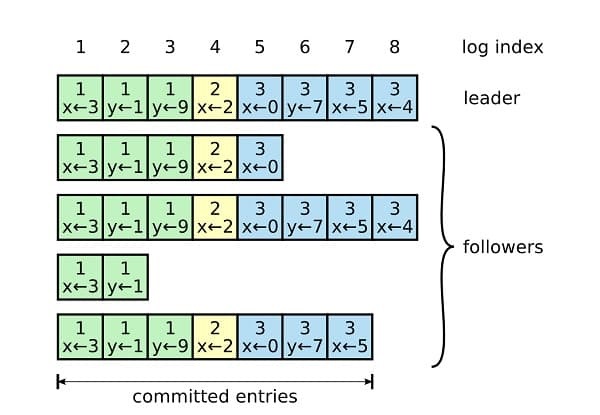 1 2 3 4 5 6 7 8 log index
1 1 1 2 3 3 3 3
x←3 y←1 y←9 x←2 x←0 y←7 x←5 x←4
leader
1 1 1 2 3
x←3 y←1 y←9 x←2 x←0
1 1 1 2 3 3 3 3
x←3 y←1 y←9 x←2 x←0 y←7 x←5 x←4
followers
1 1
x←3 y←1
1 1 1 2 3 3 3
x←3 y←1 y←9 x←2 x←0 y←7 x←5
committed entries